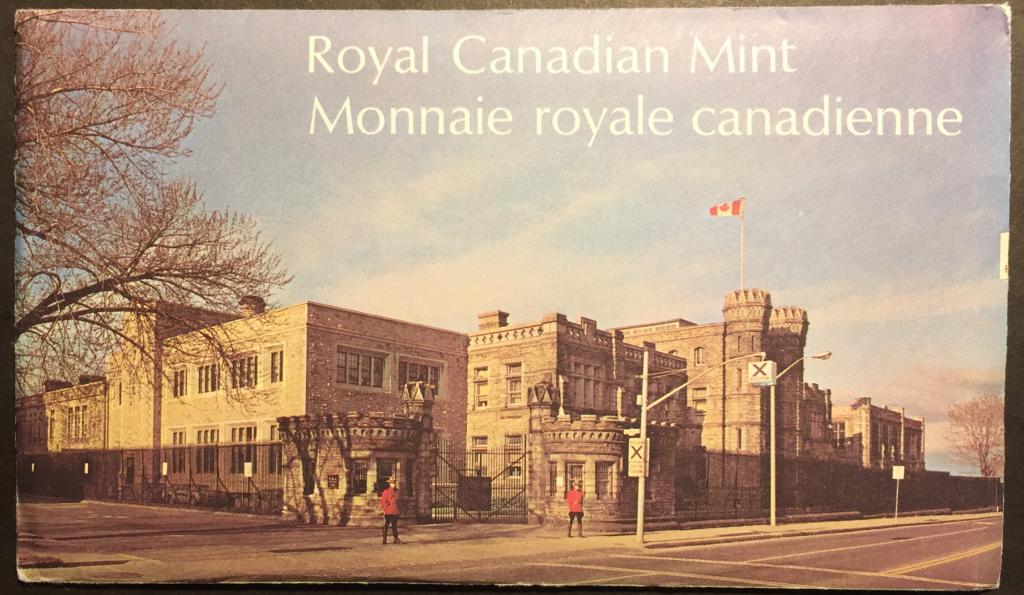 Royal Canadian Mint
Monnaie royale canadienne
X
X